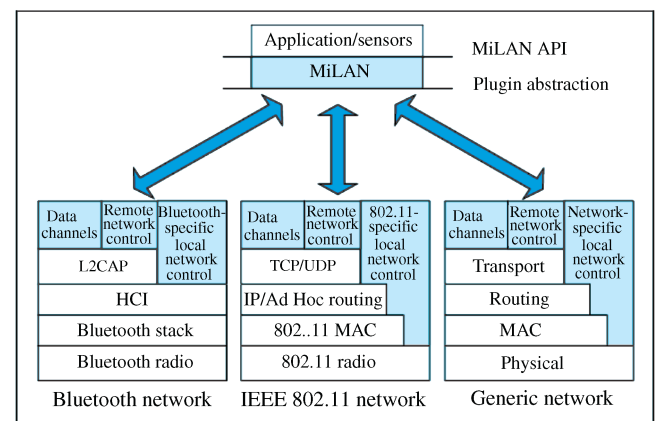 Application/sensors
MiLAN API
MiLAN
Plugin abstraction
Data
channels
Remote
network
control
Bluetooth-
specific
local
network
control
L2CAP
HCI
Bluetooth stack
Bluetooth radio
Bluetooth network
Data
channels
Remote
network
control
802.11-
specific
local
network
control
TCP/UDP
IP/Ad Hoc routing
802..11 MAC
802.11 radio
IEEE 802.11 network
Data
channels
Remote
network
control
Network-
specific
local
network
control
Transport
Routing
MAC
Physical
Generic network